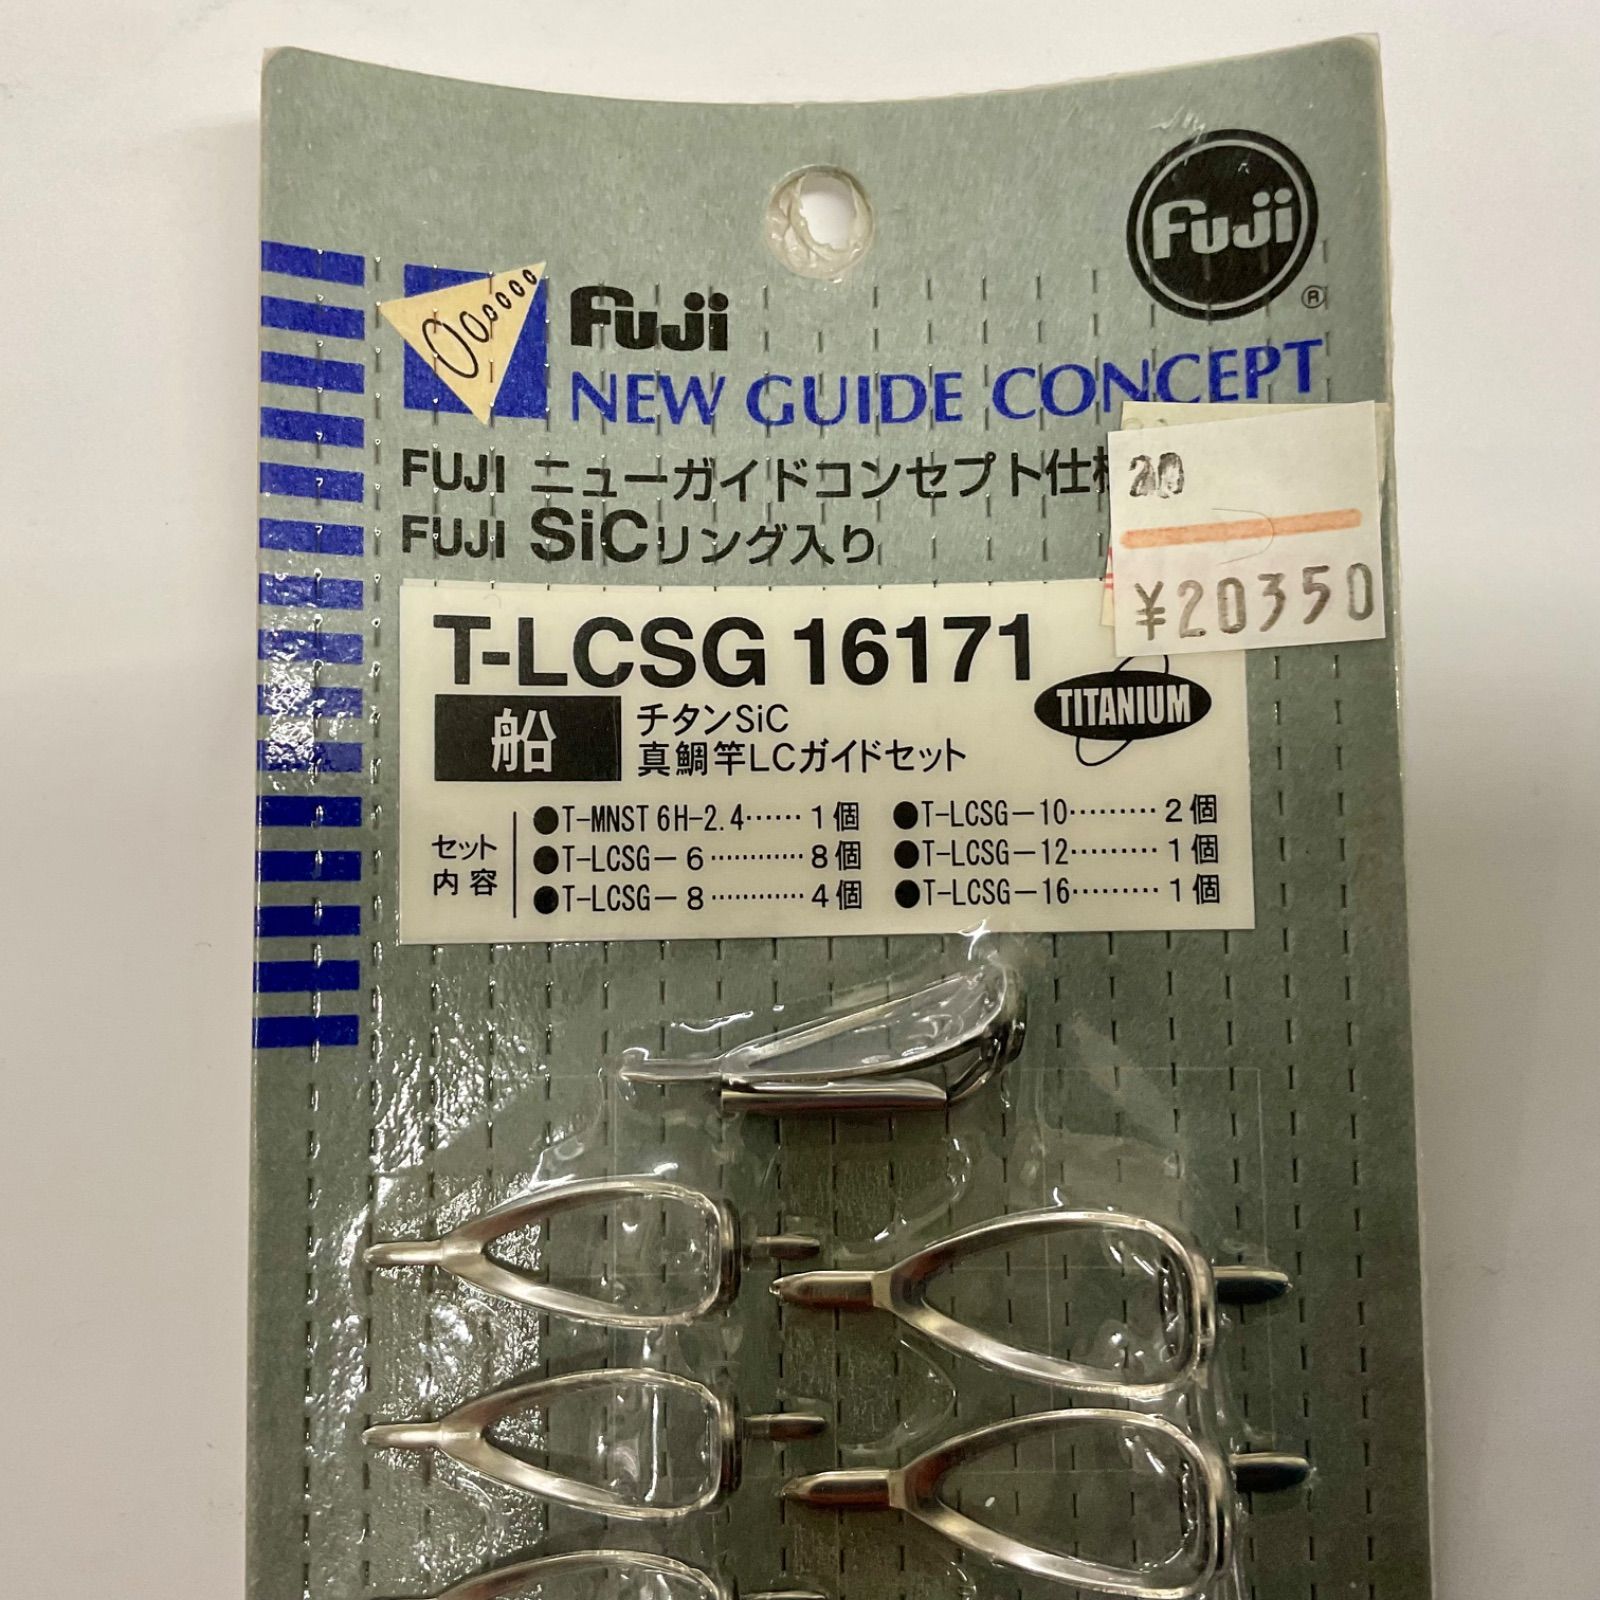 Fuji
®
Fuji
NEW GUIDE CONCEPT
FUJI ニューガイドコンセプト仕様
FUJI SiCリング入り
20
¥20350
T-LCSG 16171
TITANIUM
船
チタンSiC
真鯛竿LCガイドセット
セット内容
●T-MNST 6H-2.4……1個
●T-LCSG-6…………8個
●T-LCSG-8…………4個
●T-LCSG-10………2個
●T-LCSG-12………1個
●T-LCSG-16………1個